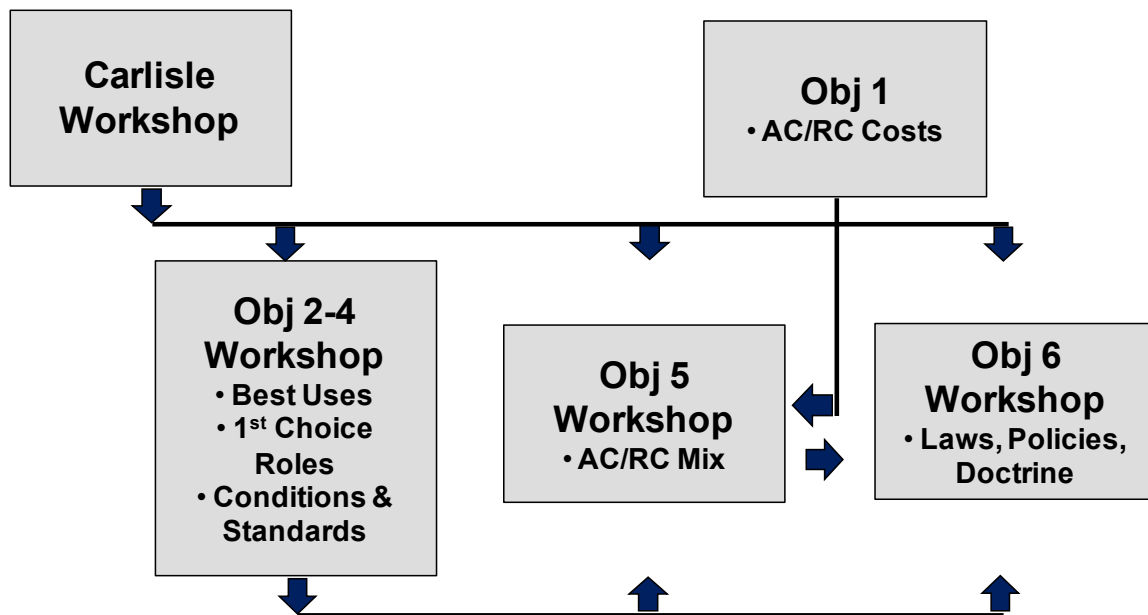 Carlisle
Workshop
Obj 1
• AC/RC Costs
Obj 2-4
Workshop
• Best Uses
• 1st Choice
Roles
• Conditions &
Standards
Obj 5
Workshop
• AC/RC Mix
Obj 6
Workshop
• Laws, Policies,
Doctrine